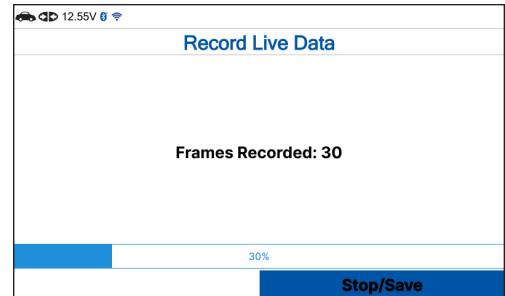 12.55V
Record Live Data
Frames Recorded: 30
30%
Stop/Save